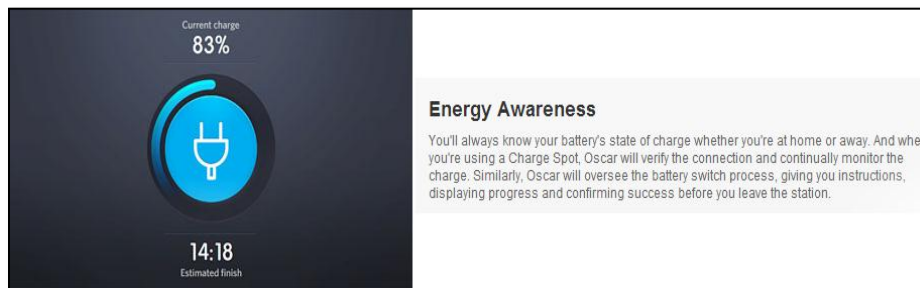 Current charge
83%
14:18
Estimated finish
Energy Awareness
You'll always know your battery's state of charge whether you're at home or away. And whe
you're using a Charge Spot, Oscar will verify the connection and continually monitor the
charge. Similarly, Oscar will oversee the battery switch process, giving you instructions,
displaying progress and confirming success before you leave the station.